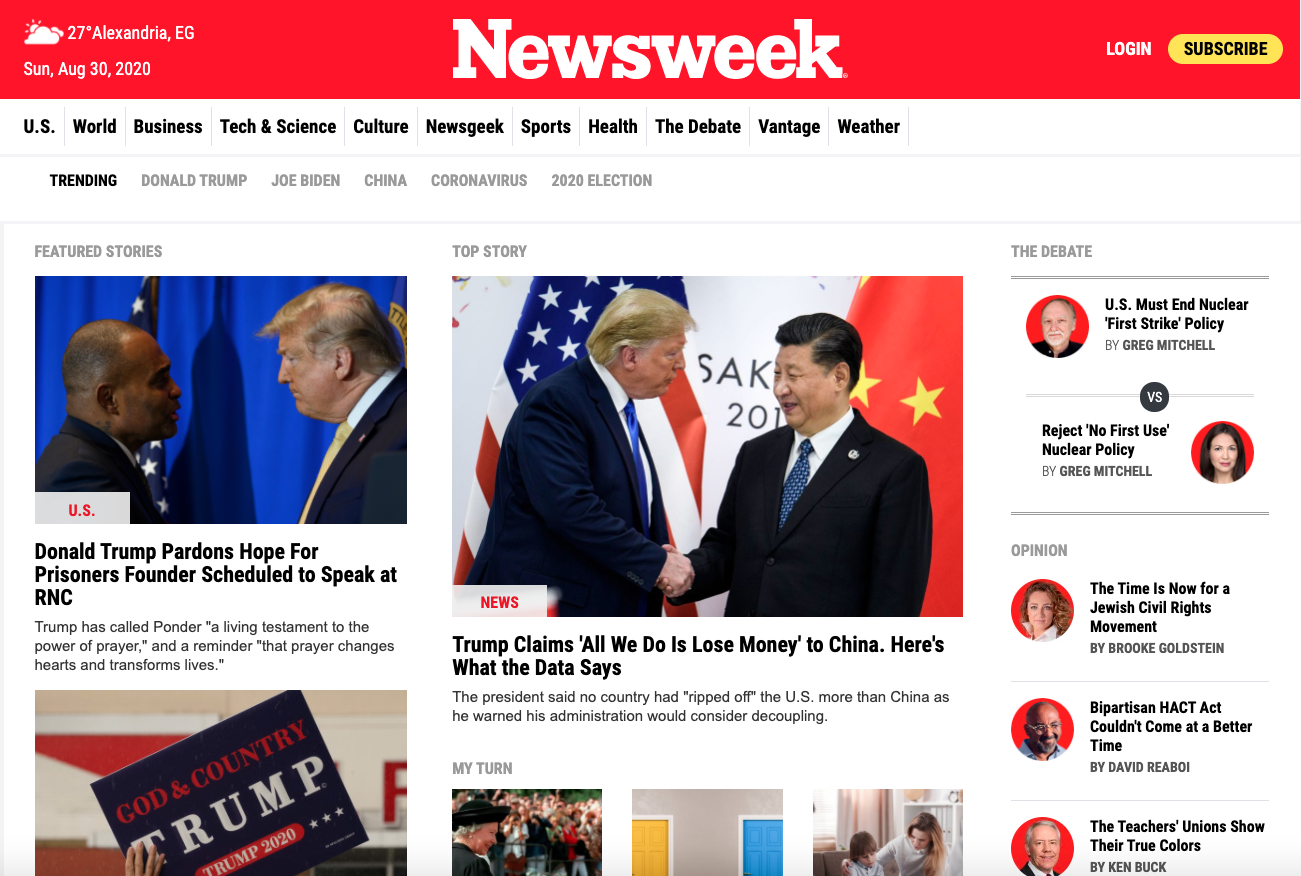 27°Alexandria, EG
Sun, Aug 30, 2020
Newsweek
LOGIN
SUBSCRIBE
U.S.
World
Business
Tech & Science
Culture
Newsgeek
Sports
Health
The Debate
Vantage
Weather
TRENDING
DONALD TRUMP
JOE BIDEN
CHINA
CORONAVIRUS
2020 ELECTION
FEATURED STORIES
U.S.
Donald Trump Pardons Hope For
Prisoners Founder Scheduled to Speak at
RNC
Trump has called Ponder "a living testament to the
power of prayer," and a reminder "that prayer changes
hearts and transforms lives."
GOD & COUNTRY
TRUMP
TRUMP 2020
TOP STORY
SAK
201
NEWS
Trump Claims 'All We Do Is Lose Money' to China. Here's
What the Data Says
The president said no country had "ripped off" the U.S. more than China as
he warned his administration would consider decoupling.
MY TURN
THE DEBATE
U.S. Must End Nuclear
'First Strike' Policy
BY GREG MITCHELL
VS
Reject 'No First Use'
Nuclear Policy
BY GREG MITCHELL
OPINION
The Time Is Now for a
Jewish Civil Rights
Movement
BY BROOKE GOLDSTEIN
Bipartisan HACT Act
Couldn't Come at a Better
Time
BY DAVID REABOI
The Teachers' Unions Show
Their True Colors
BY KEN BUCK